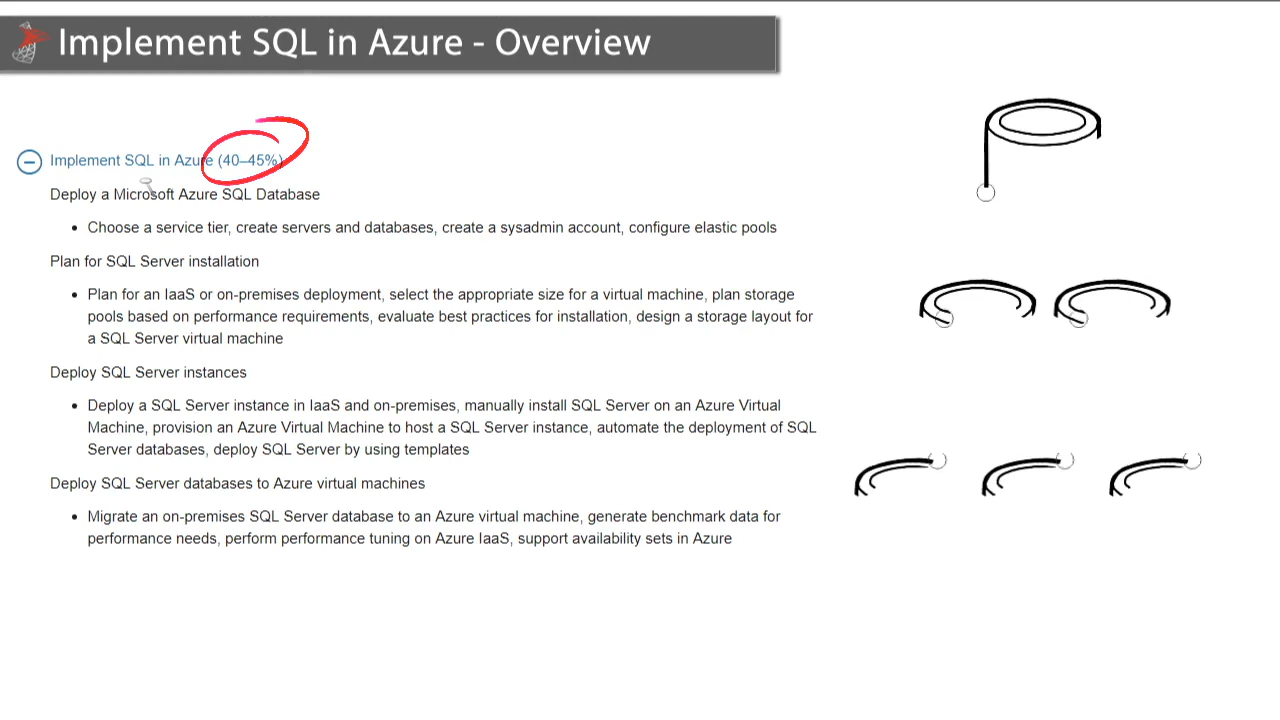 Implement SQL in Azure - Overview
Implement SQL in Azure (40–45%)
Deploy a Microsoft Azure SQL Database
• Choose a service tier, create servers and databases, create a sysadmin account, configure elastic pools
Plan for SQL Server installation
• Plan for an IaaS or on-premises deployment, select the appropriate size for a virtual machine, plan storage
pools based on performance requirements, evaluate best practices for installation, design a storage layout for
a SQL Server virtual machine
Deploy SQL Server instances
• Deploy a SQL Server instance in IaaS and on-premises, manually install SQL Server on an Azure Virtual
Machine, provision an Azure Virtual Machine to host a SQL Server instance, automate the deployment of SQL
Server databases, deploy SQL Server by using templates
Deploy SQL Server databases to Azure virtual machines
• Migrate an on-premises SQL Server database to an Azure virtual machine, generate benchmark data for
performance needs, perform performance tuning on Azure IaaS, support availability sets in Azure